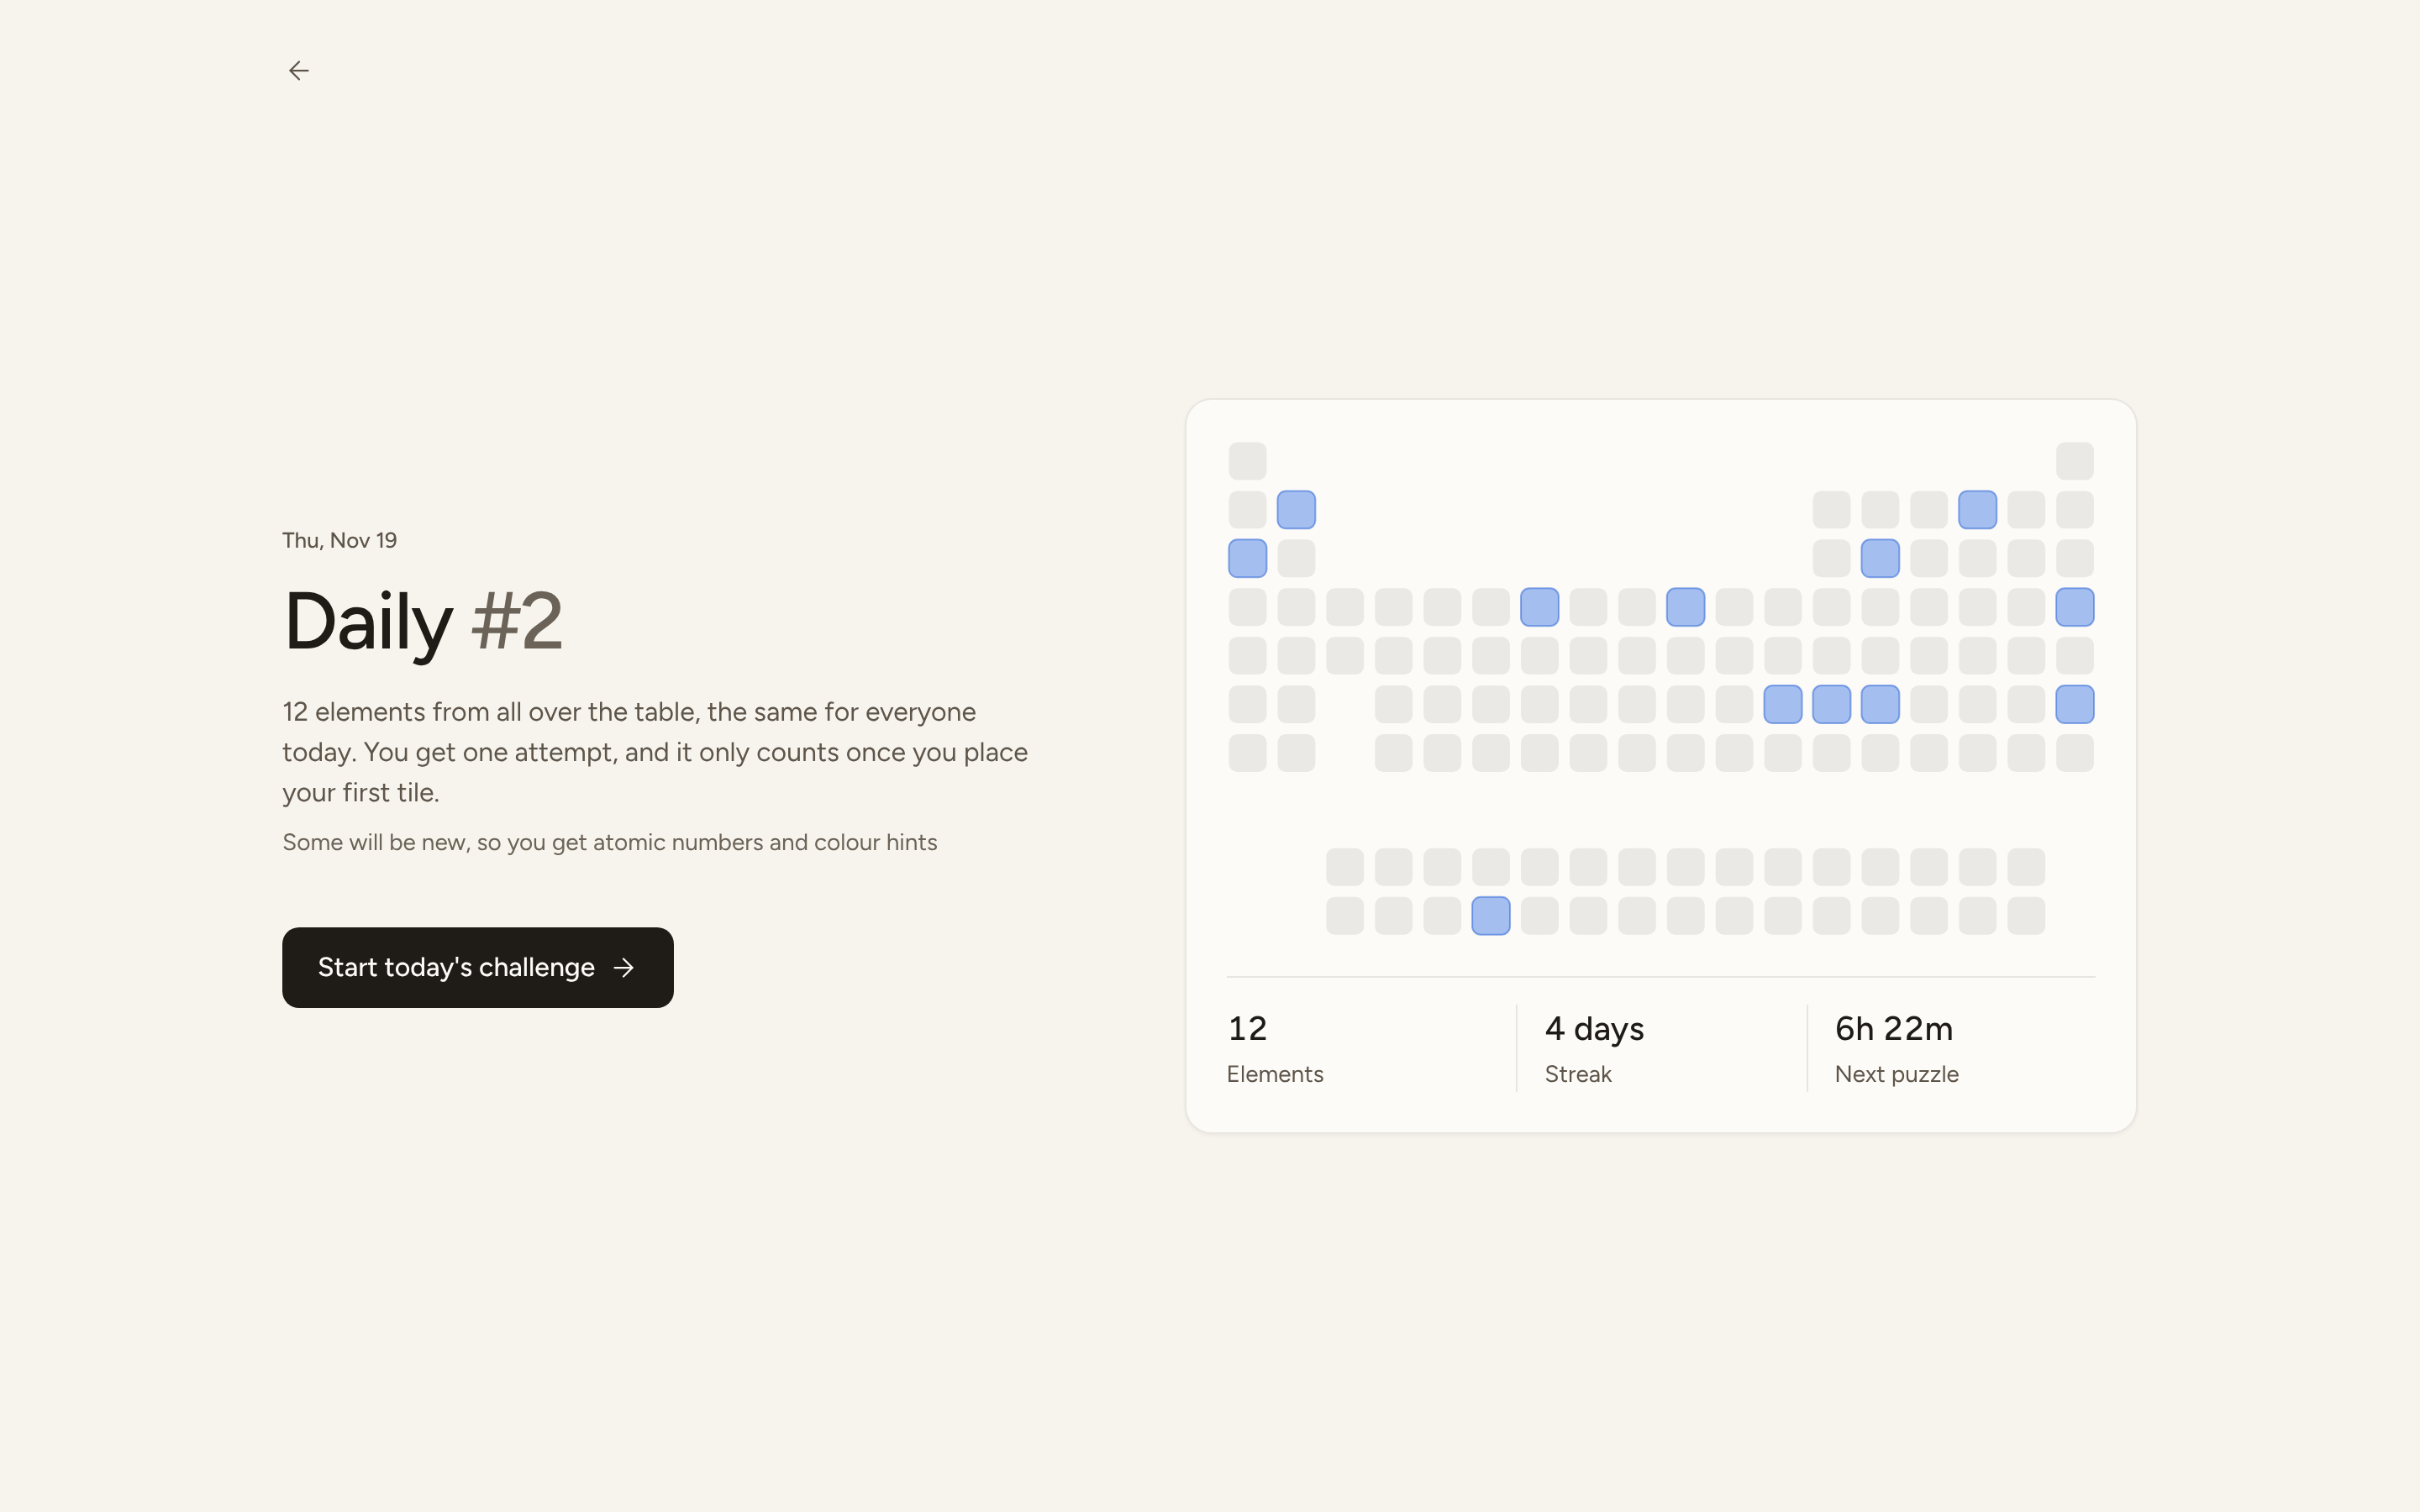 Thu, Nov 19
Daily #2
12 elements from all over the table, the same for everyone
today. You get one attempt, and it only counts once you place
your first tile.
Some will be new, so you get atomic numbers and colour hints
Start today's challenge
12
Elements
4 days
Streak
6h 22m
Next puzzle